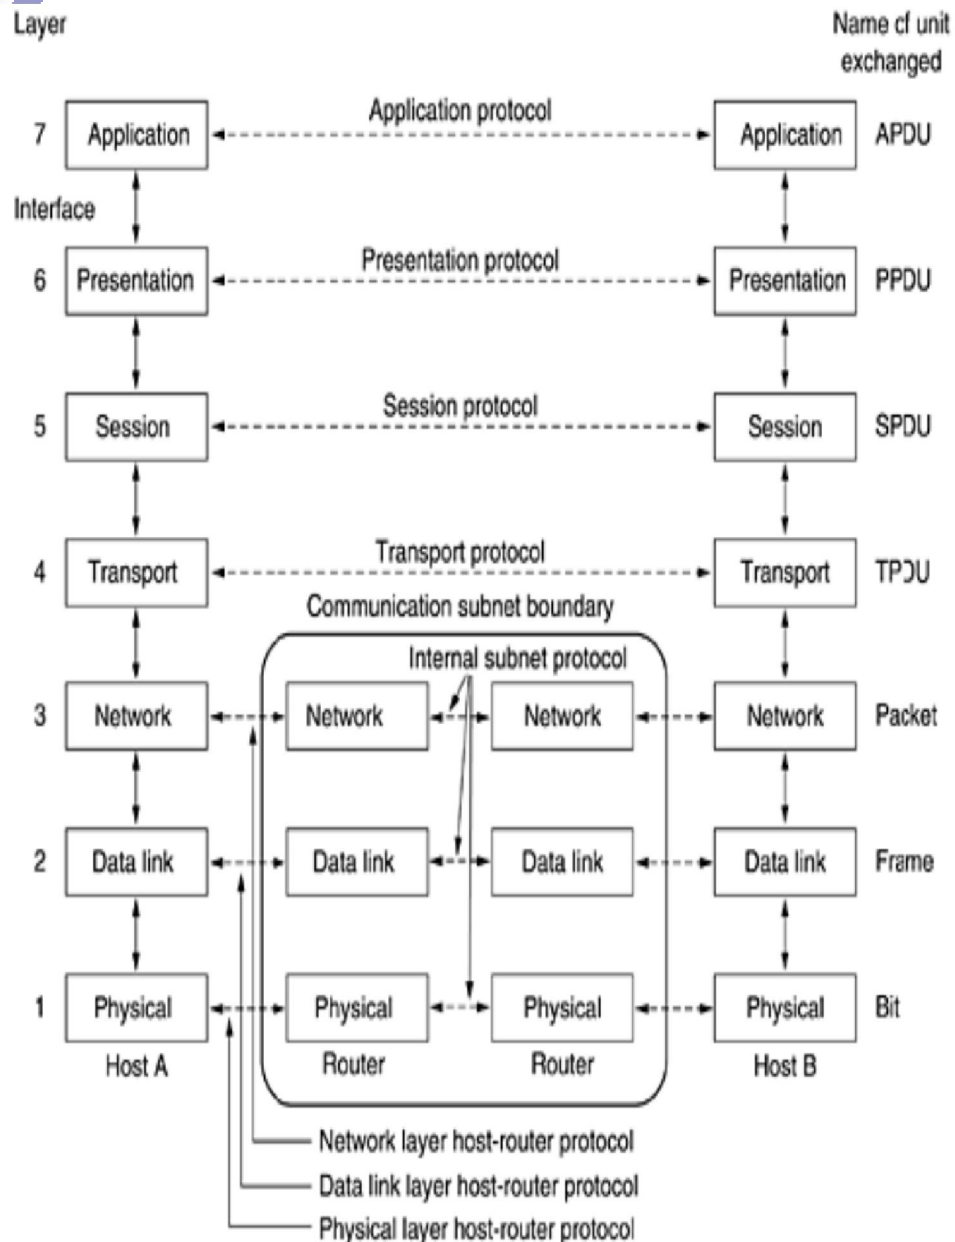 Layer
Name of unit
exchanged
Application protocol
7
Application
Application
APDU
Interface
Presentation protocol
6
Presentation
Presentation
PPDU
Session protocol
5
Session
Session
SPDU
Transport protocol
4
Transport
Transport
TPDU
Communication subnet boundary
Internal subnet protocol
3
Network
Network
Network
Network
Packet
2
Data link
Data link
Data link
Data link
Frame
1
Physical
Physical
Physical
Physical
Bit
Host A
Router
Router
Host B
Network layer host-router protocol
Data link layer host-router protocol
Physical layer host-router protocol